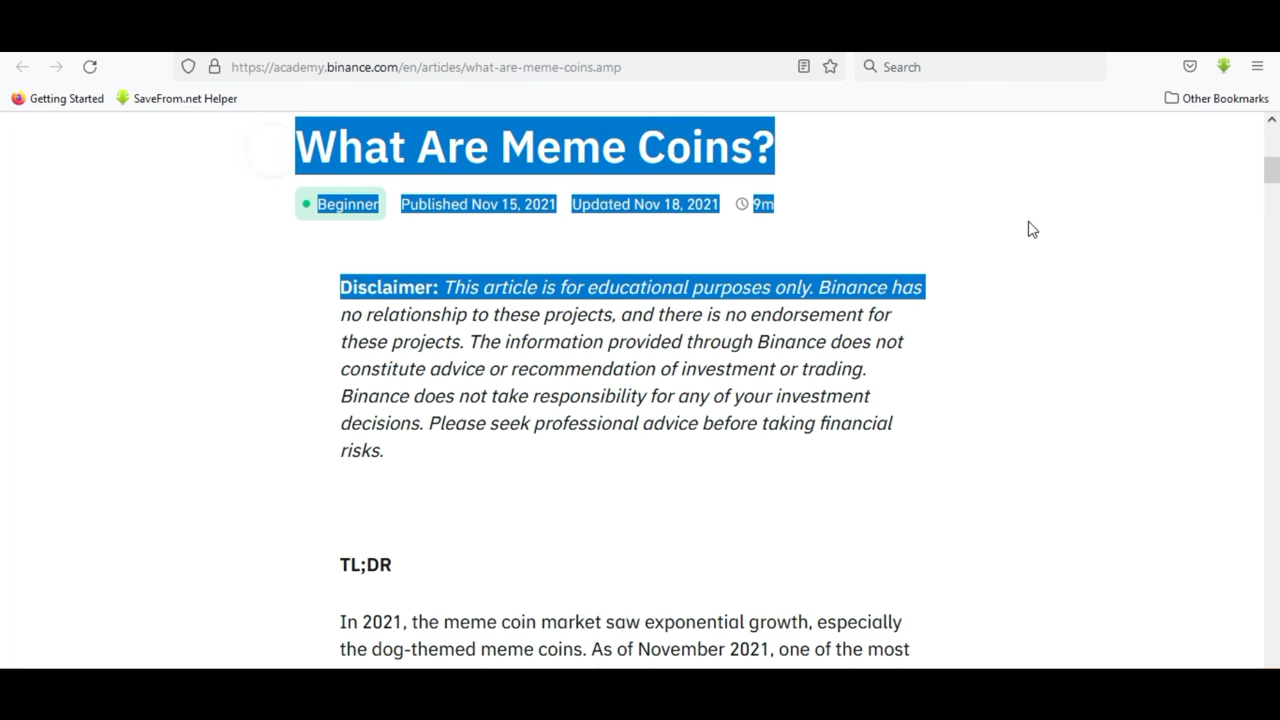 https://academy.binance.com/en/articles/what-are-meme-coins.amp
Search
Getting Started
SaveFrom.net Helper
Other Bookmarks
What Are Meme Coins?
Beginner
Published Nov 15, 2021
Updated Nov 18, 2021
9m
Disclaimer: This article is for educational purposes only. Binance has
no relationship to these projects, and there is no endorsement for
these projects. The information provided through Binance does not
constitute advice or recommendation of investment or trading.
Binance does not take responsibility for any of your investment
decisions. Please seek professional advice before taking financial
risks.
TL;DR
In 2021, the meme coin market saw exponential growth, especially
the dog-themed meme coins. As of November 2021, one of the most